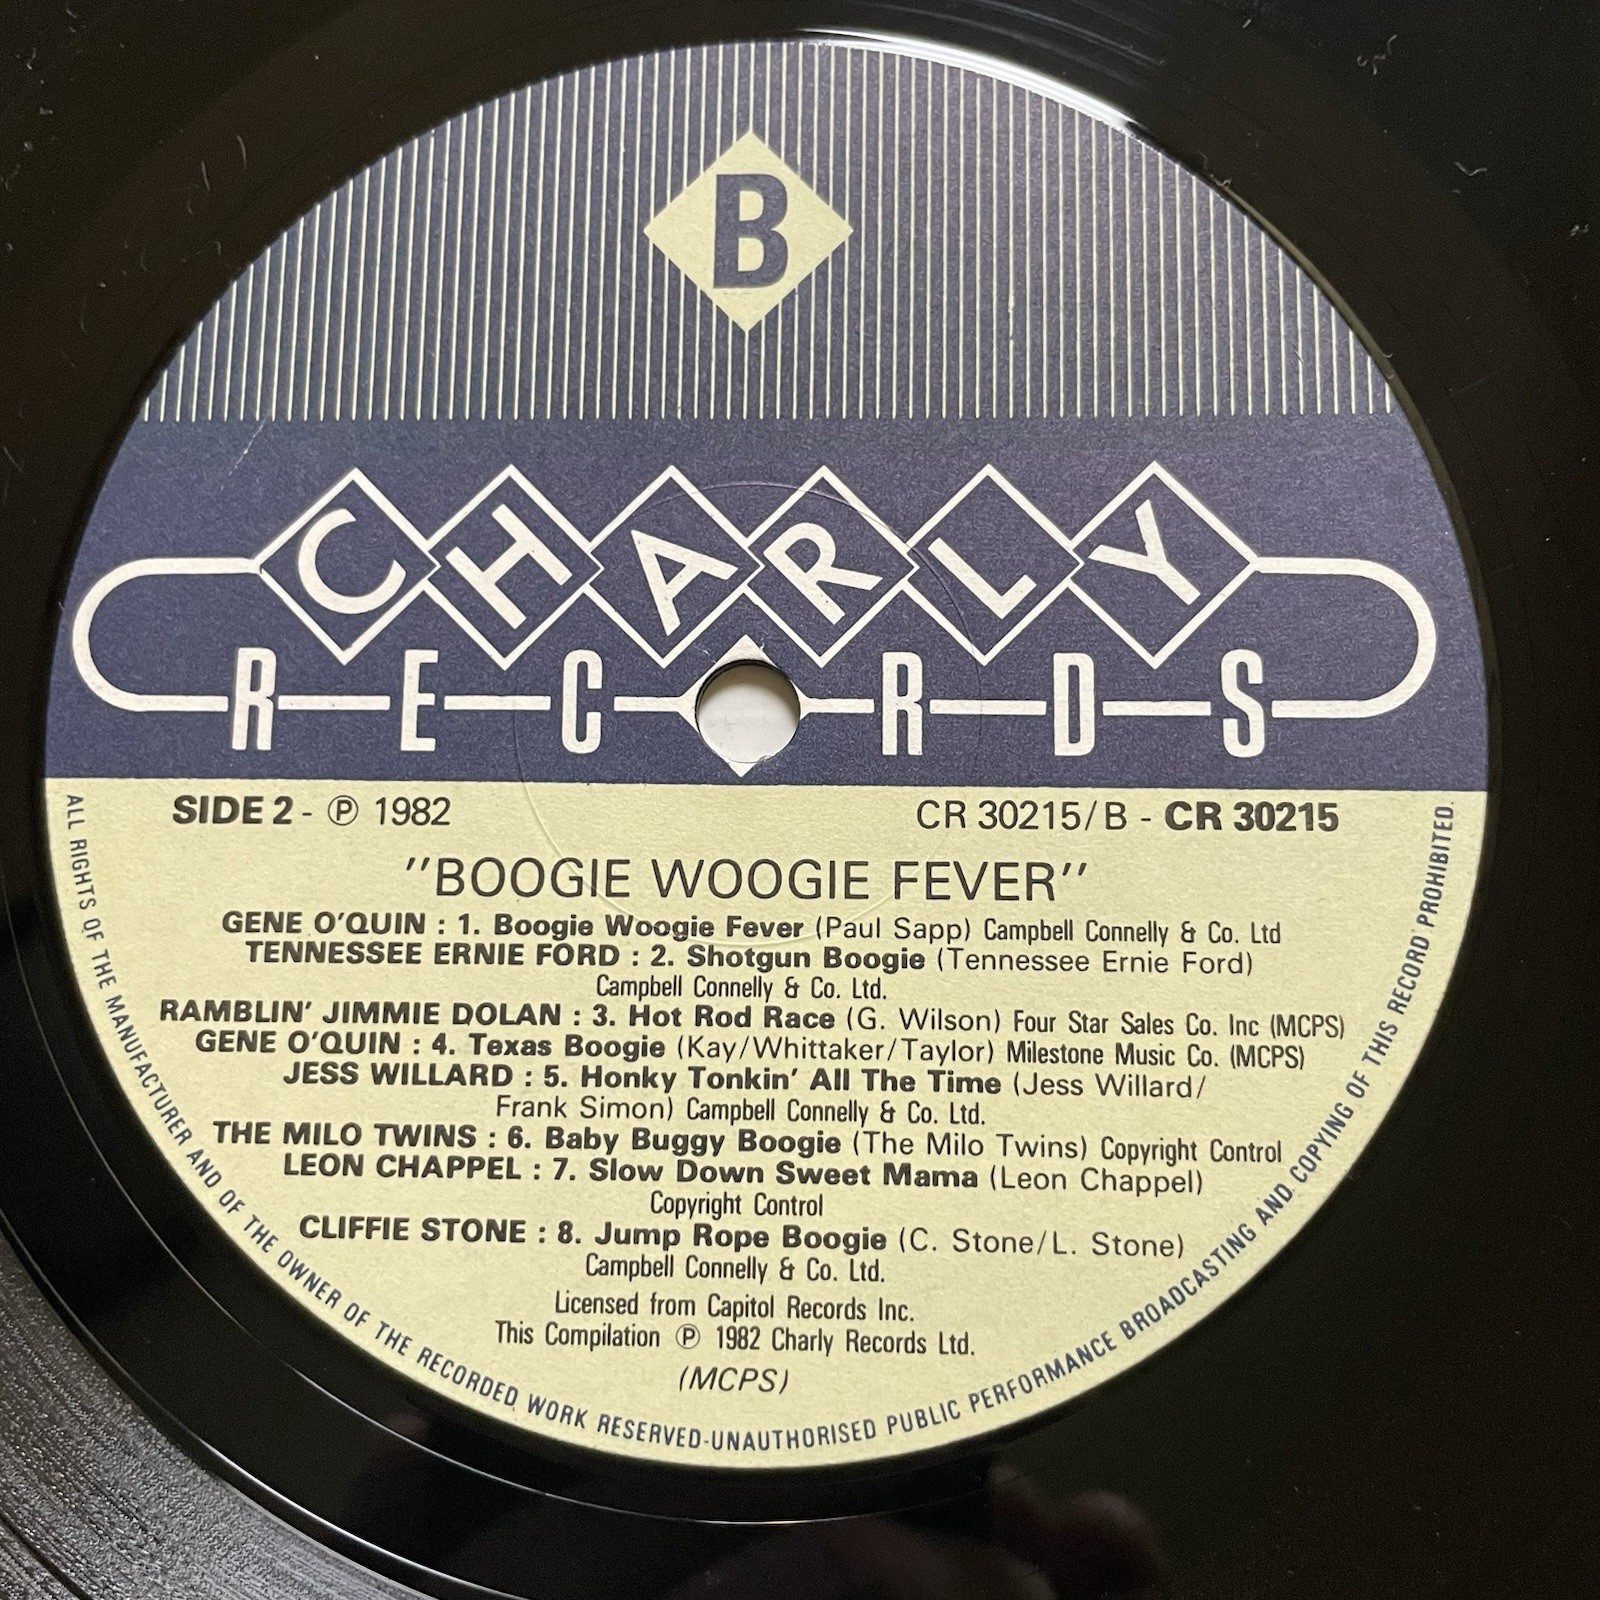 B
CHARLY
RECORDS
SIDE 2 - ℗ 1982 CR 30215/B - CR 30215
"BOOGIE WOOGIE FEVER"
GENE O'QUIN : 1. Boogie Woogie Fever (Paul Sapp) Campbell Connelly & Co. Ltd
TENNESSEE ERNIE FORD : 2. Shotgun Boogie (Tennessee Ernie Ford)
Campbell Connelly & Co. Ltd.
RAMBLIN' JIMMIE DOLAN : 3. Hot Rod Race (G. Wilson) Four Star Sales Co. Inc (MCPS)
GENE O'QUIN : 4. Texas Boogie (Kay/Whittaker/Taylor) Milestone Music Co. (MCPS)
JESS WILLARD : 5. Honky Tonkin' All The Time (Jess Willard/
Frank Simon) Campbell Connelly & Co. Ltd.
THE MILO TWINS : 6. Baby Buggy Boogie (The Milo Twins) Copyright Control
LEON CHAPPEL : 7. Slow Down Sweet Mama (Leon Chappel)
Copyright Control
CLIFFIE STONE : 8. Jump Rope Boogie (C. Stone/L. Stone)
Campbell Connelly & Co. Ltd.
Licensed from Capitol Records Inc.
This Compilation ℗ 1982 Charly Records Ltd.
(MCPS)
ALL RIGHTS OF THE MANUFACTURER AND OF THE OWNER OF THE RECORDED WORK RESERVED-UNAUTHORISED PUBLIC PERFORMANCE BROADCASTING AND COPYING OF THIS RECORD PROHIBITED.